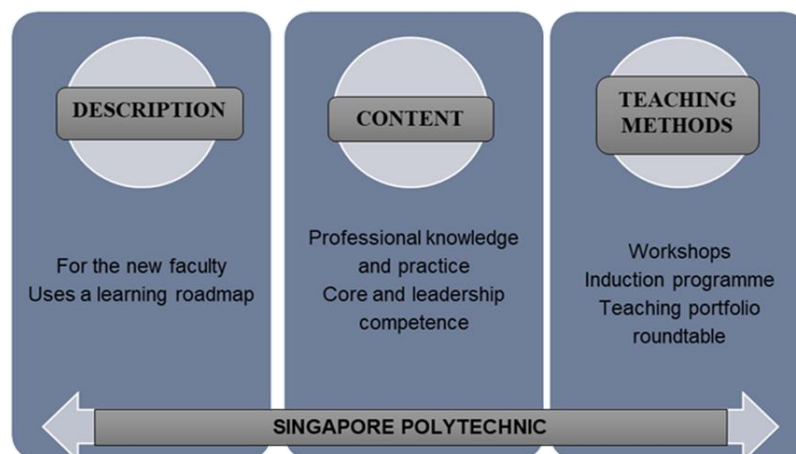 DESCRIPTION
For the new faculty
Uses a learning roadmap
CONTENT
Professional knowledge
and practice
Core and leadership
competence
TEACHING
METHODS
Workshops
Induction programme
Teaching portfolio
roundtable
SINGAPORE POLYTECHNIC